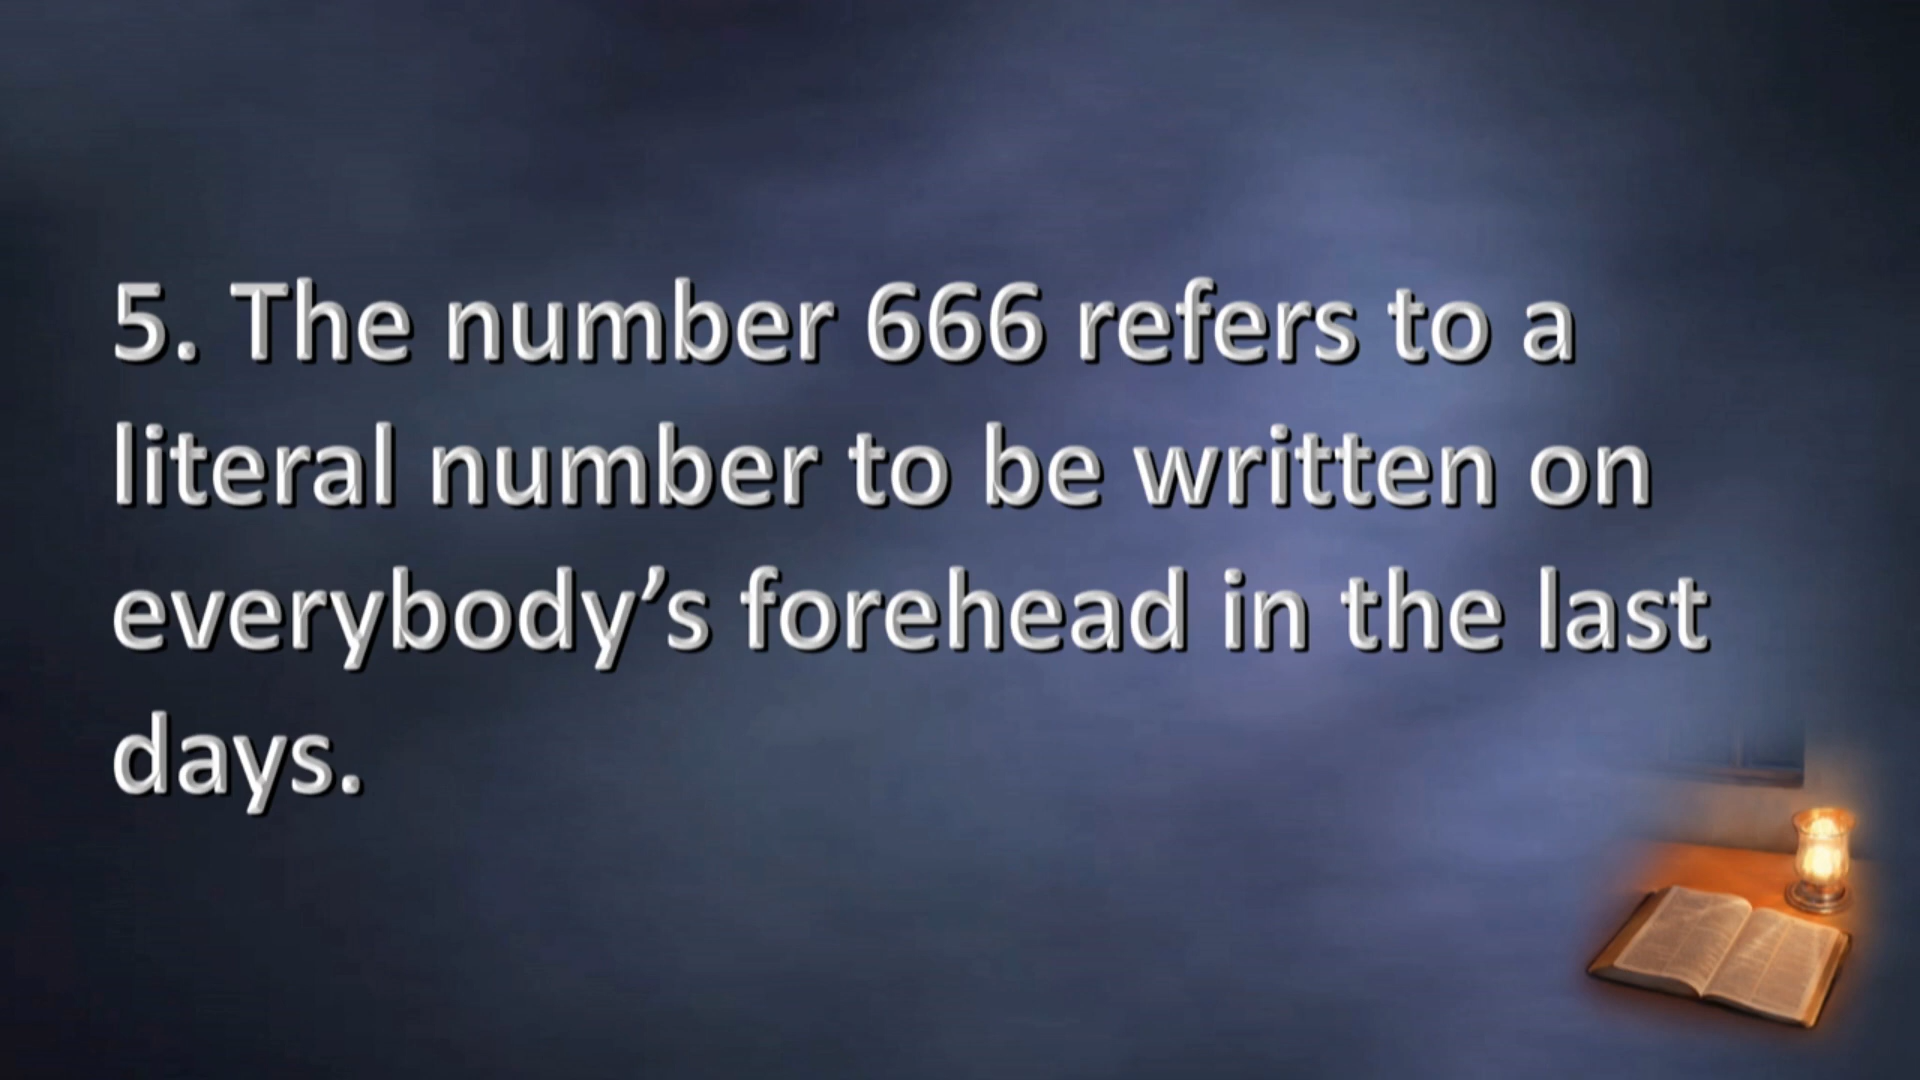 5. The number 666 refers to a
literal number to be written on
everybody’s forehead in the last
days.